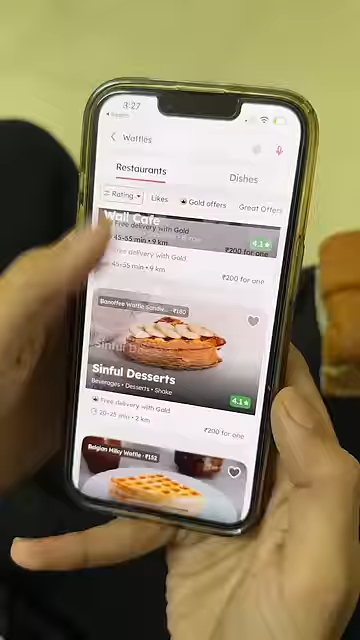 3:27
Waffles
Restaurants
Dishes
Rating
Likes
Gold offers
Great Offers
Wall Cafe
Free delivery with Gold
45-55 min • 9 km
₹200 for one
4.1★
Free delivery with Gold
45-55 min • 9 km
₹200 for one
Banoffee Waffle Sandw... · ₹180
Sinful De
Sinful Desserts
Beverages • Desserts • Shake
4.1★
Free delivery with Gold
20-25 min • 2 km
₹200 for one
Belgian Milky Waffle · ₹152